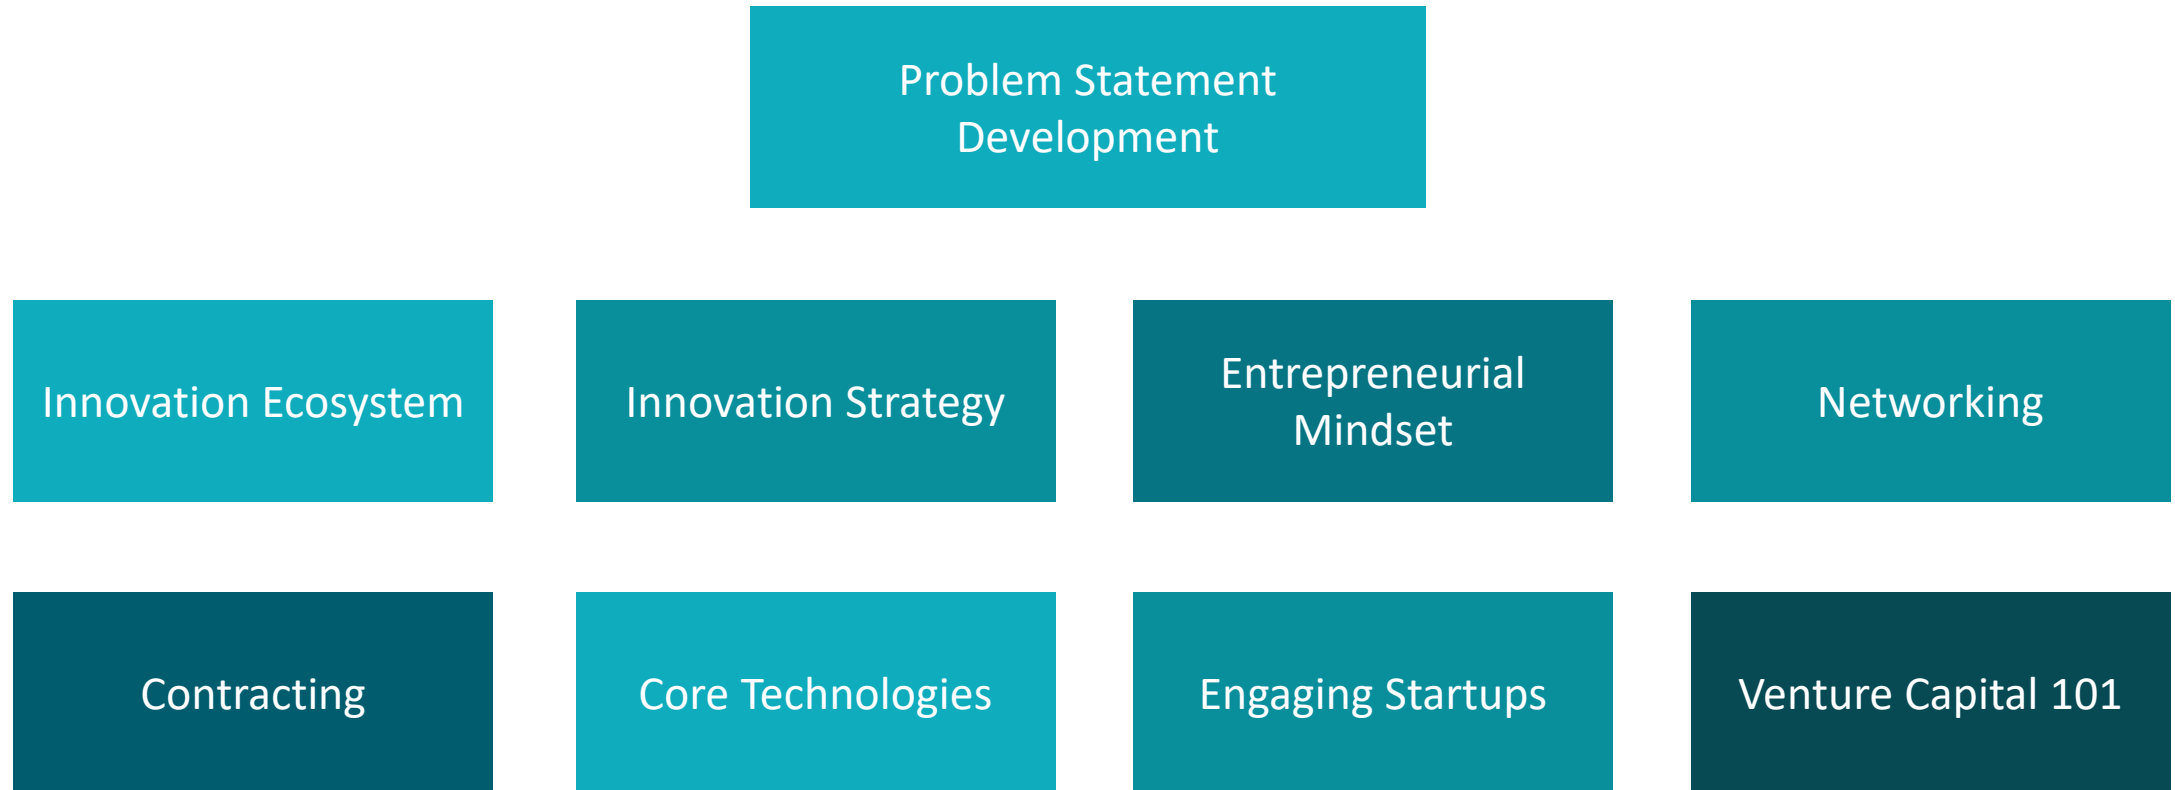 Problem Statement
Development
Innovation Ecosystem
Innovation Strategy
Entrepreneurial
Mindset
Networking
Contracting
Core Technologies
Engaging Startups
Venture Capital 101